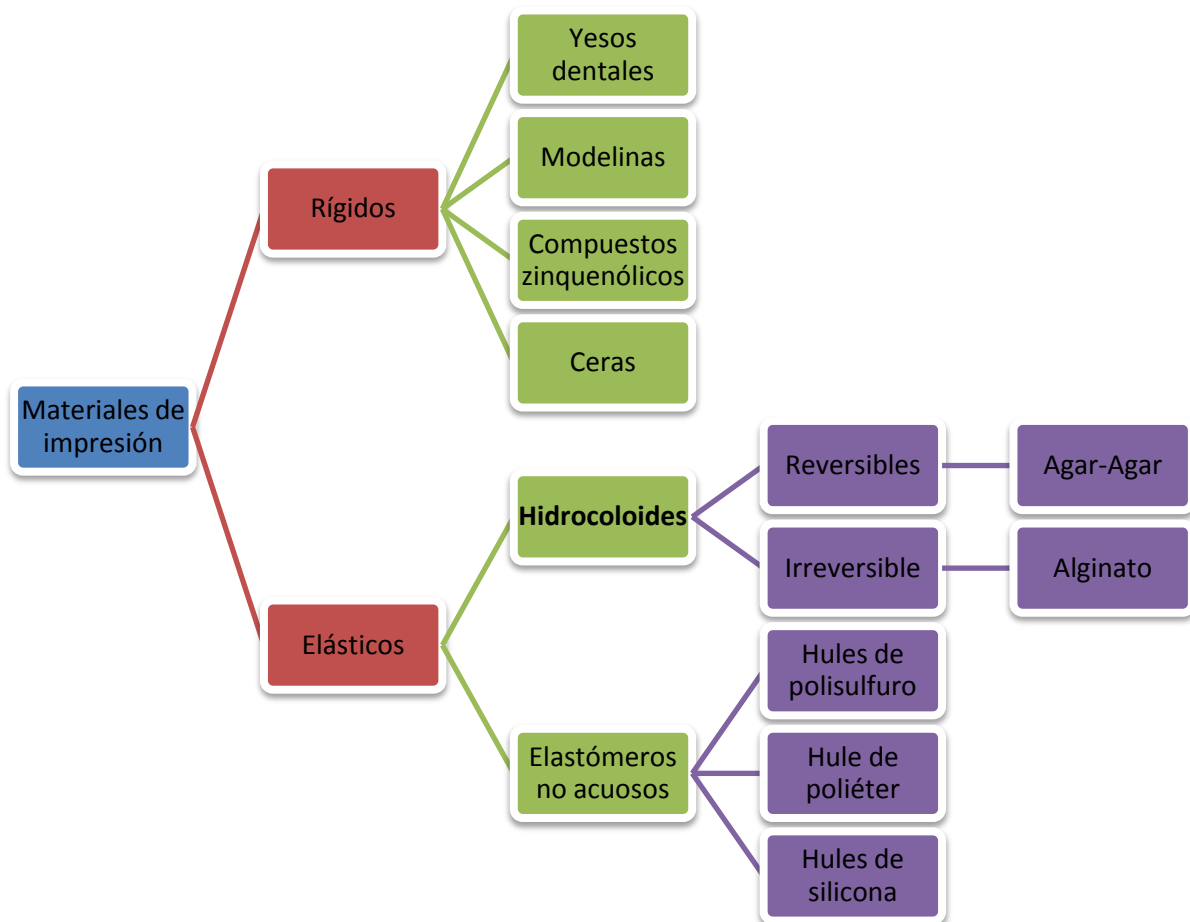 Materiales de
impresión
Rígidos
Yesos
dentales
Modelinas
Compuestos
zinquenólicos
Ceras
Elásticos
Hidrocoloides
Reversibles
Agar-Agar
Irreversible
Alginato
Elastómeros
no acuosos
Hules de
polisulfuro
Hule de
poliéter
Hules de
silicona